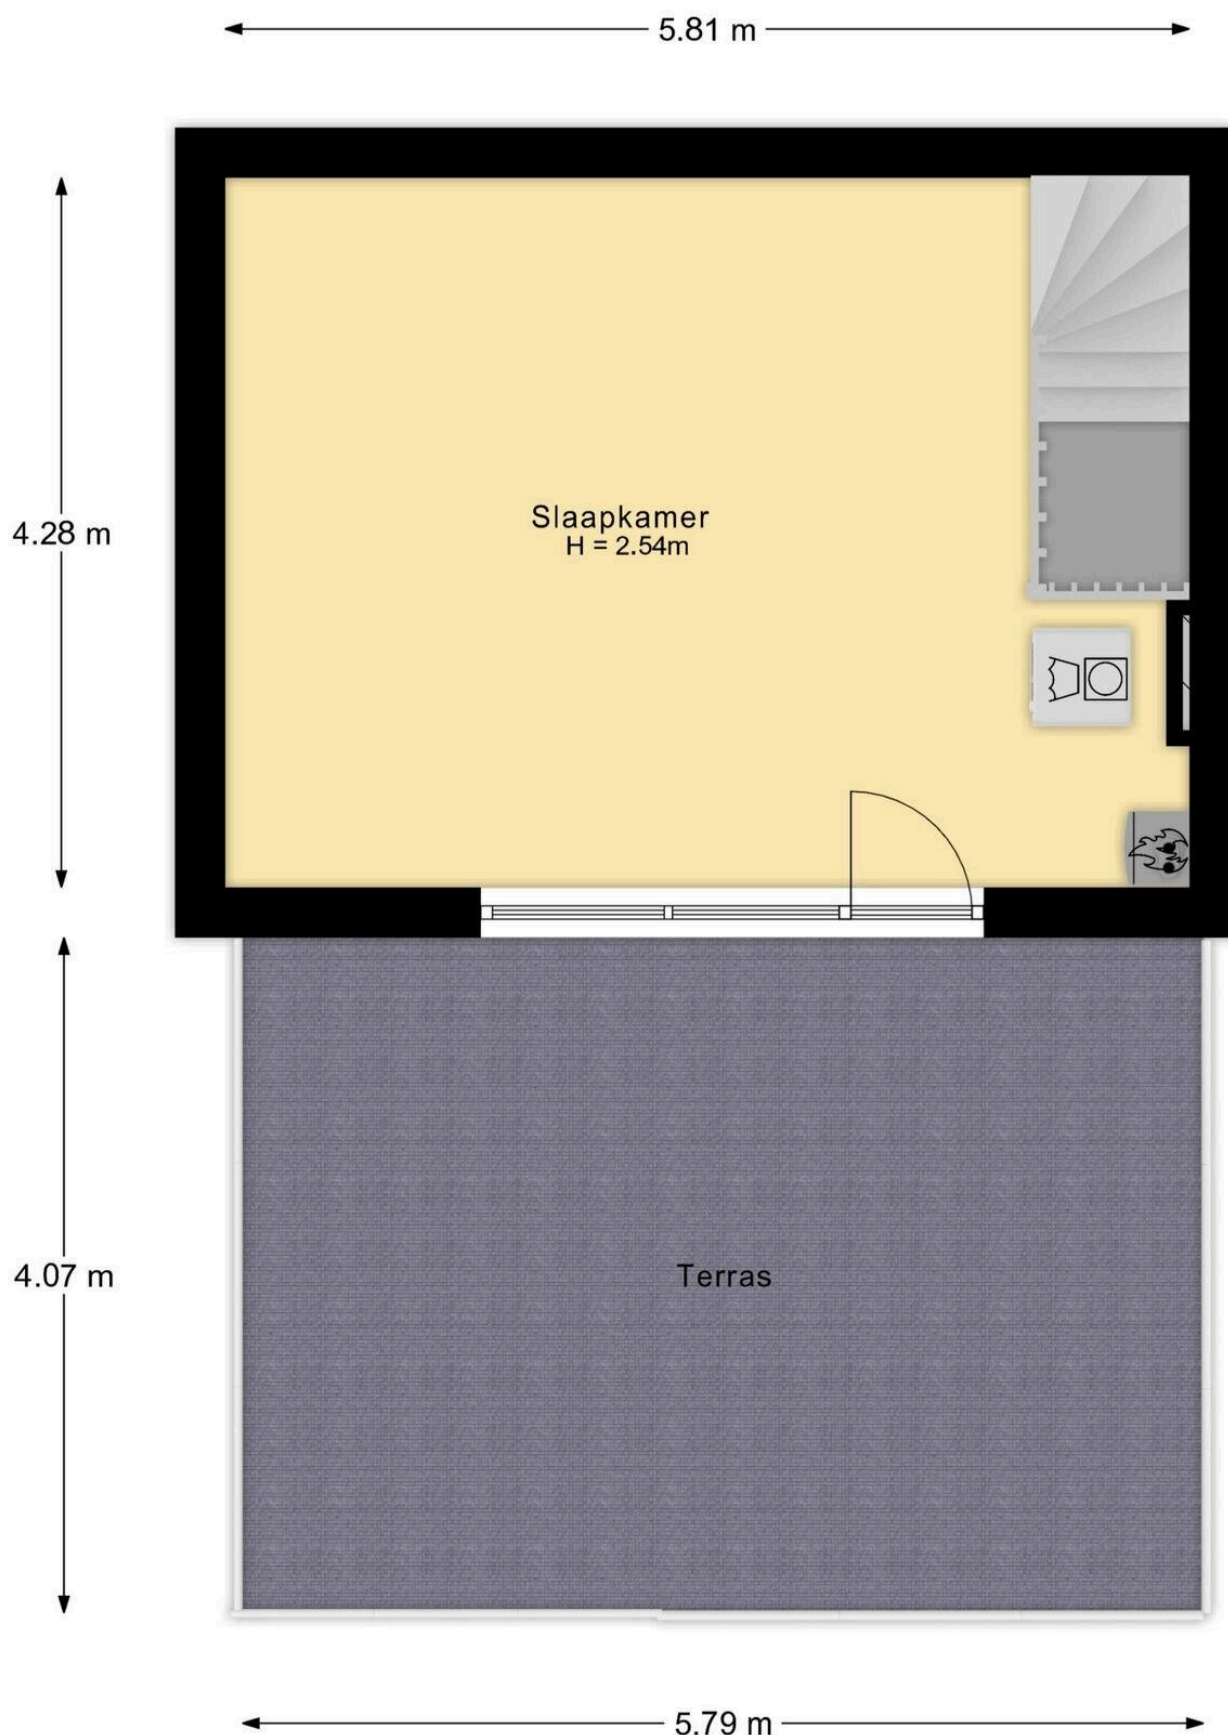 5.81 m
4.28 m
Slaapkamer
H = 2.54m
4.07 m
Terras
5.79 m